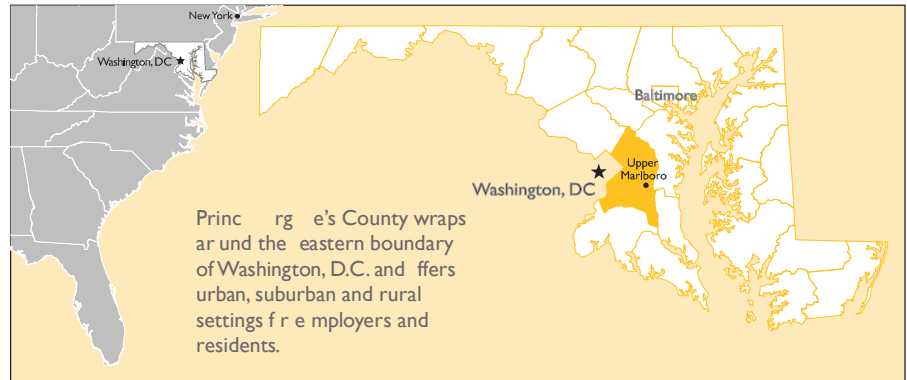 New York
Washington, DC
Baltimore
Upper
Marlboro
Washington, DC
Princ rg e's County wraps
ar und the eastern boundary
of Washington, D.C. and ffers
urban, suburban and rural
settings f r e mployers and
residents.